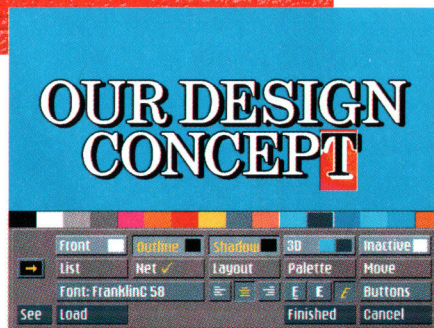 OUR DESIGN
CONCEPT
Front Outline Shadow 3D Inactive
→ List Net ✓ Layout Palette Move
Font: FranklinC 58 E E E Buttons
See Load Finished Cancel